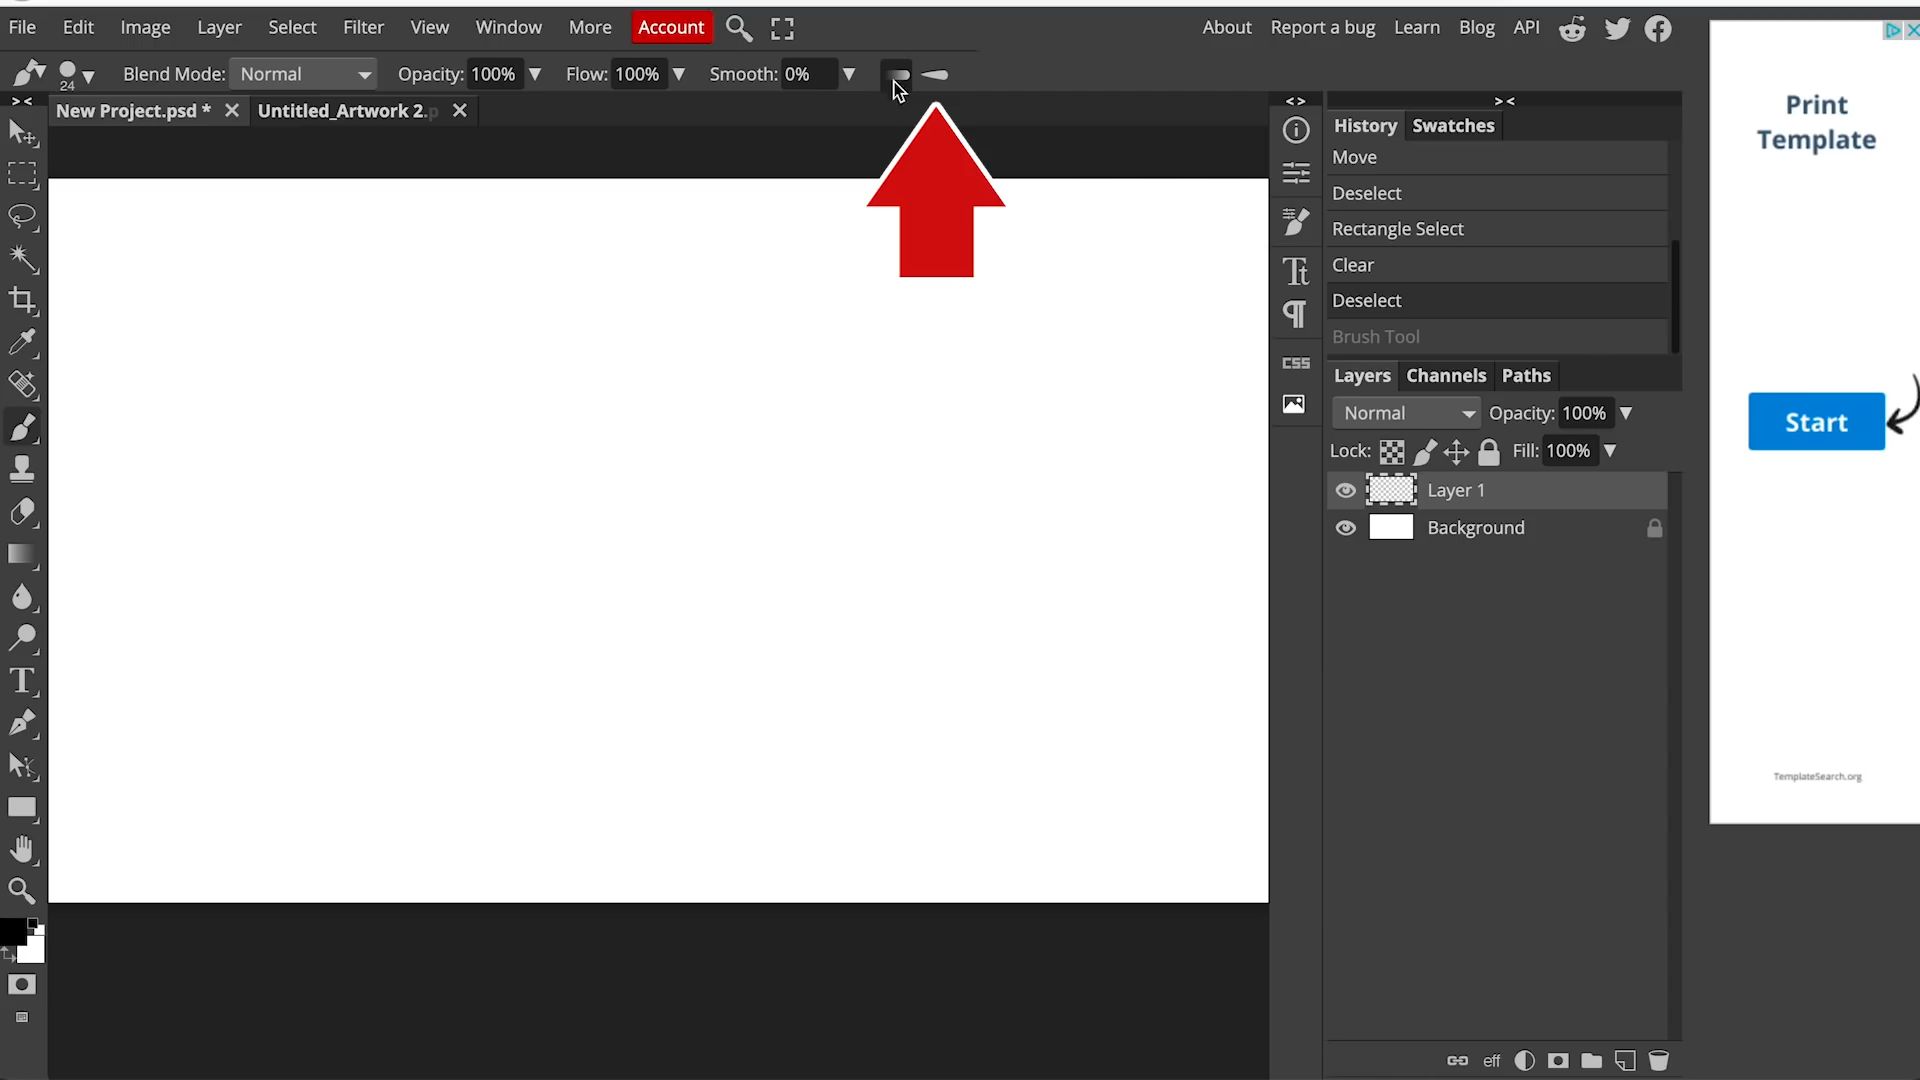 File Edit Image Layer Select Filter View Window More Account About Report a bug Learn Blog API
24 Blend Mode: Normal Opacity: 100% Flow: 100% Smooth: 0%
New Project.psd * Untitled_Artwork 2.p
History Swatches
Move
Deselect
Rectangle Select
Clear
Deselect
Brush Tool
CSS
Layers Channels Paths
Normal Opacity: 100%
Lock: Fill: 100%
Layer 1
Background
eff
Print
Template
Start
TemplateSearch.org